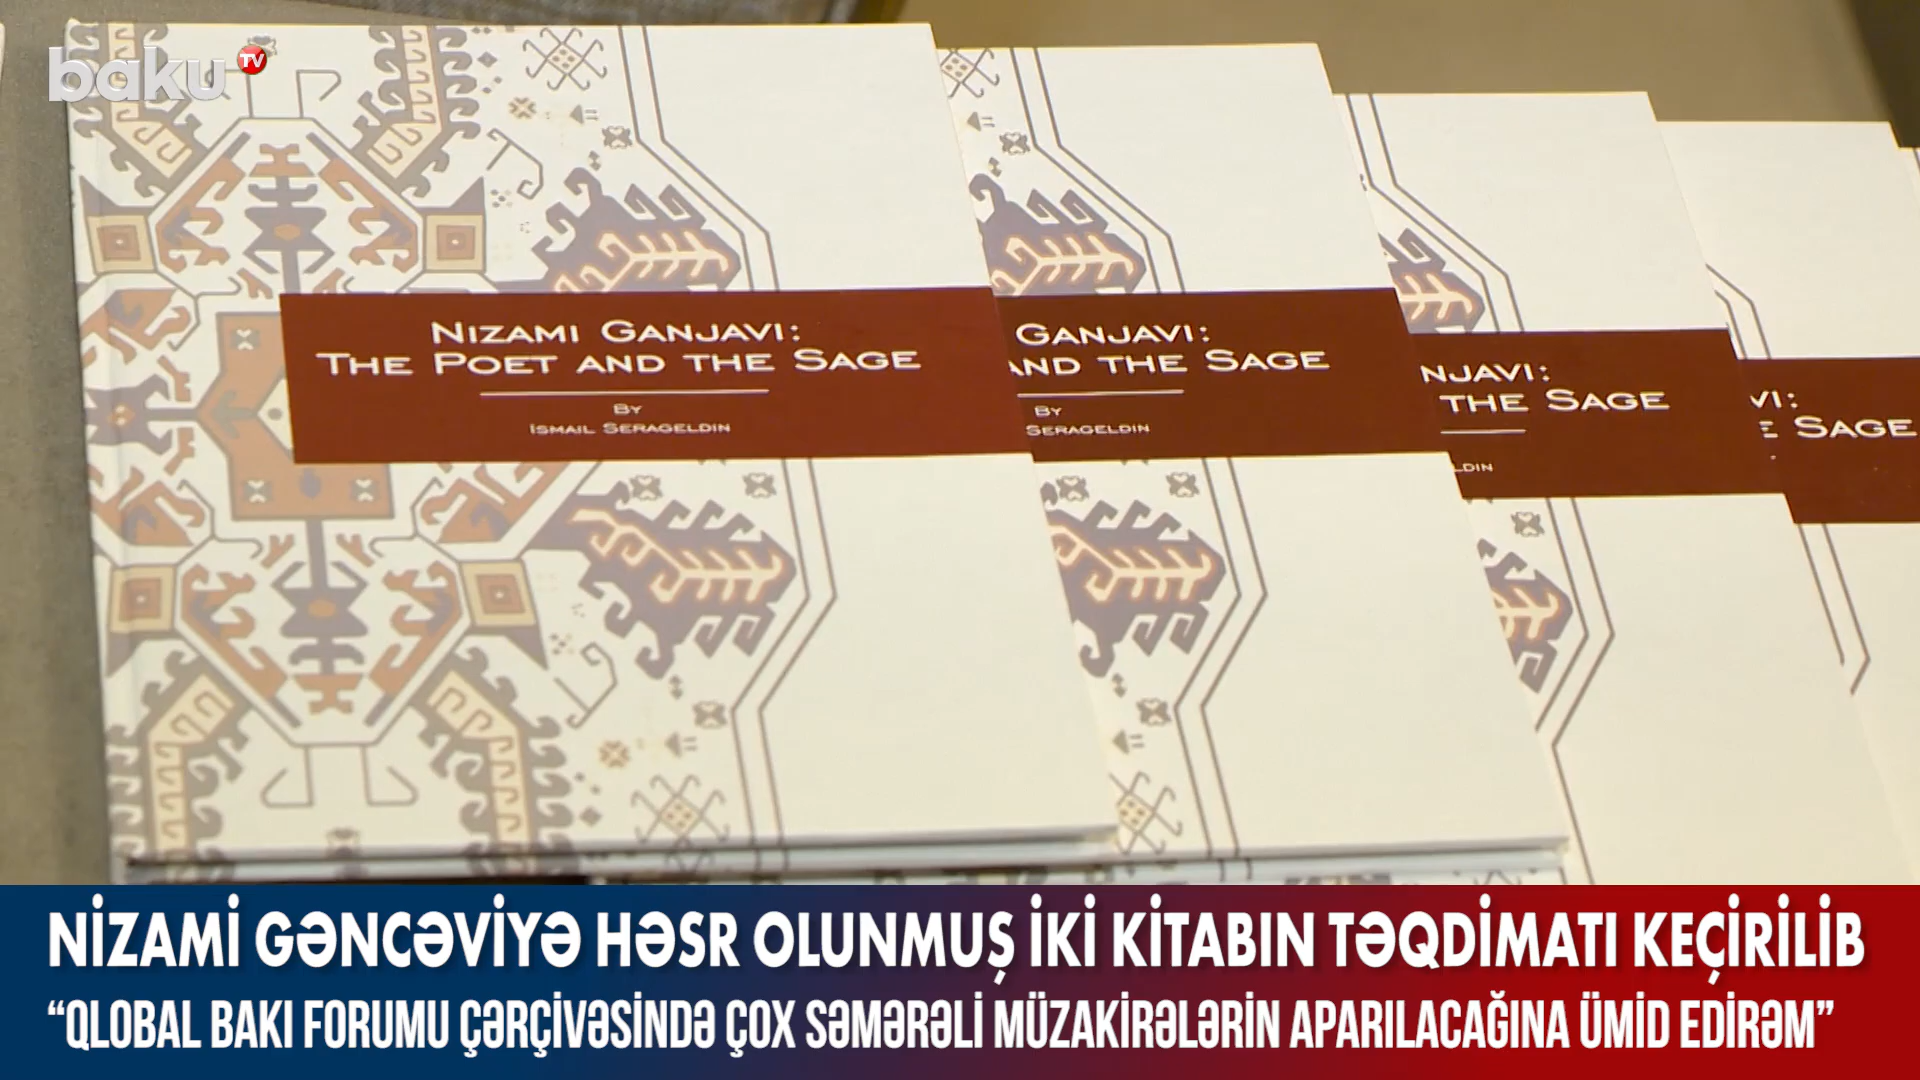 baku TV
NIZAMI GANJAVI:
THE POET AND THE SAGE
BY
ISMAIL SERAGELDIN
GANJAVI:
AND THE SAGE
BY
SERAGELDIN
NJAVI:
THE SAGE
LDIN
VI:
E SAGE
NİZAMİ GƏNCƏVİYƏ HƏSR OLUNMUŞ İKİ KİTABIN TƏQDİMATI KEÇİRİLİB
“QLOBAL BAKI FORUMU ÇƏRÇİVƏSİNDƏ ÇOX SƏMƏRƏLİ MÜZAKİRƏLƏRİN APARILACAĞINA ÜMİD EDİRƏM”